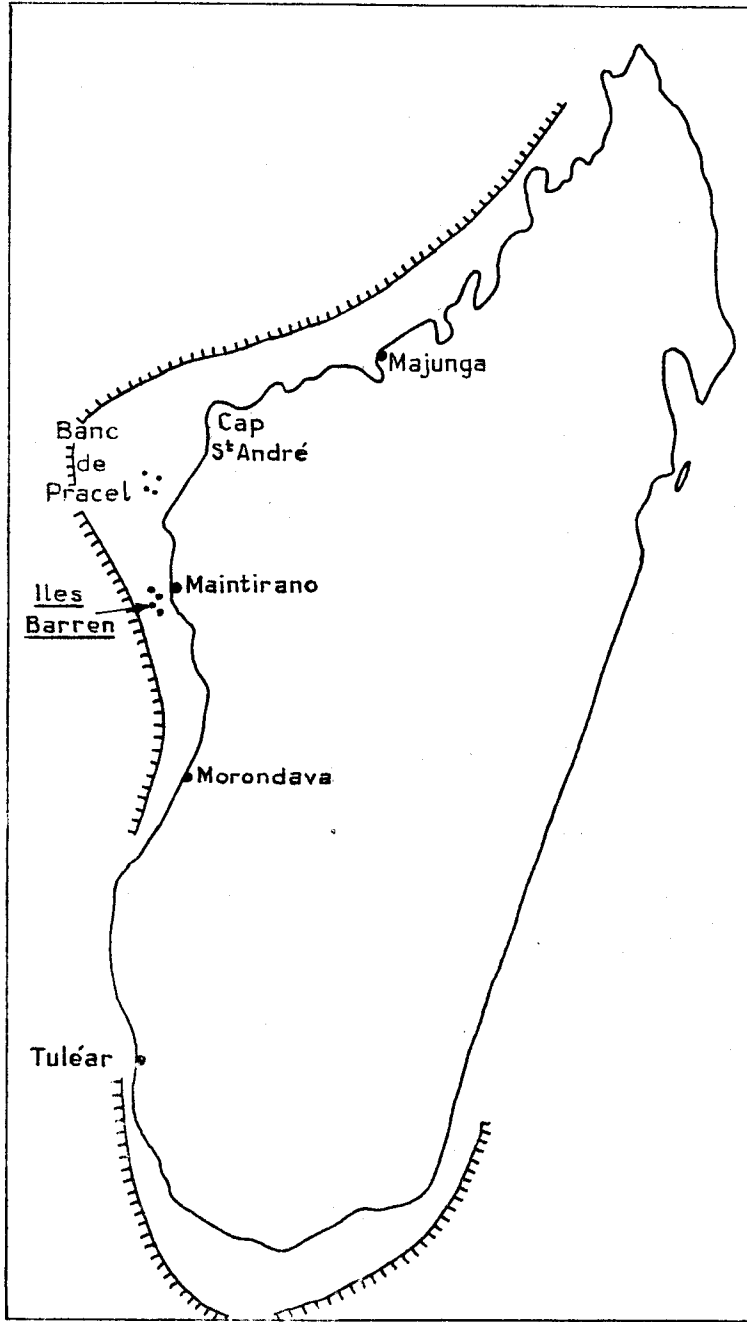 Majunga
Cap
St André
Banc
de
Pracel
Maintirano
Iles
Barren
Morondava
Tuléar